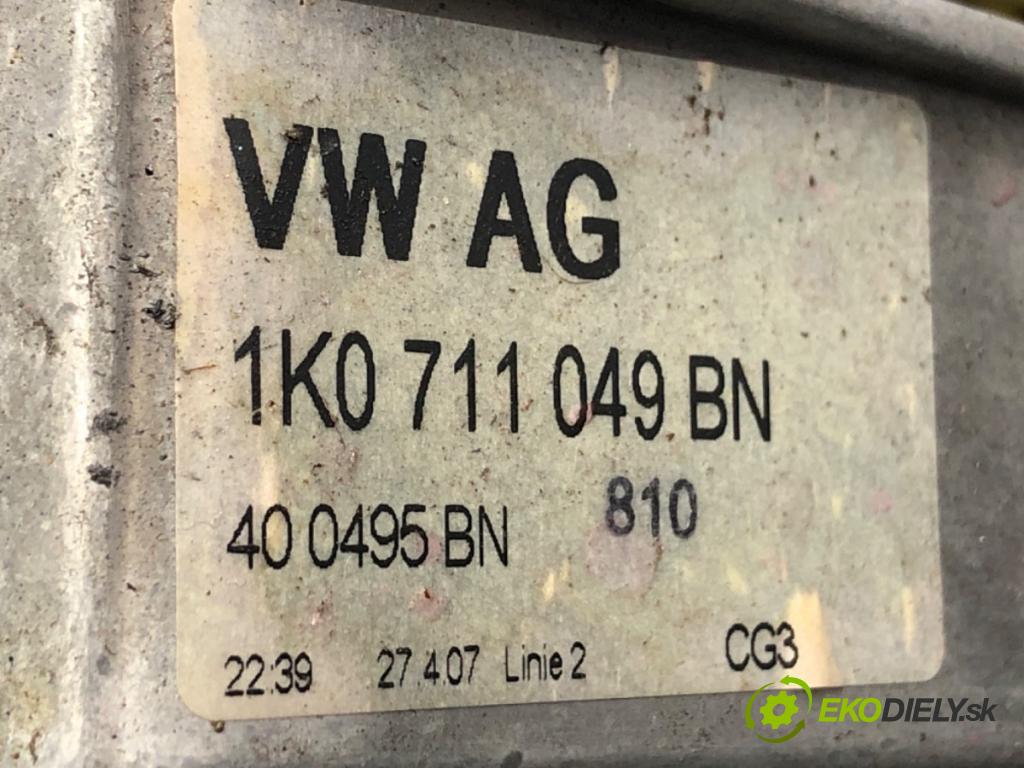 VW AG
1K0 711 049 BN
40 0495 BN 810
22:39 27.4.07 Linie 2 CG3
EKODIELY.sk